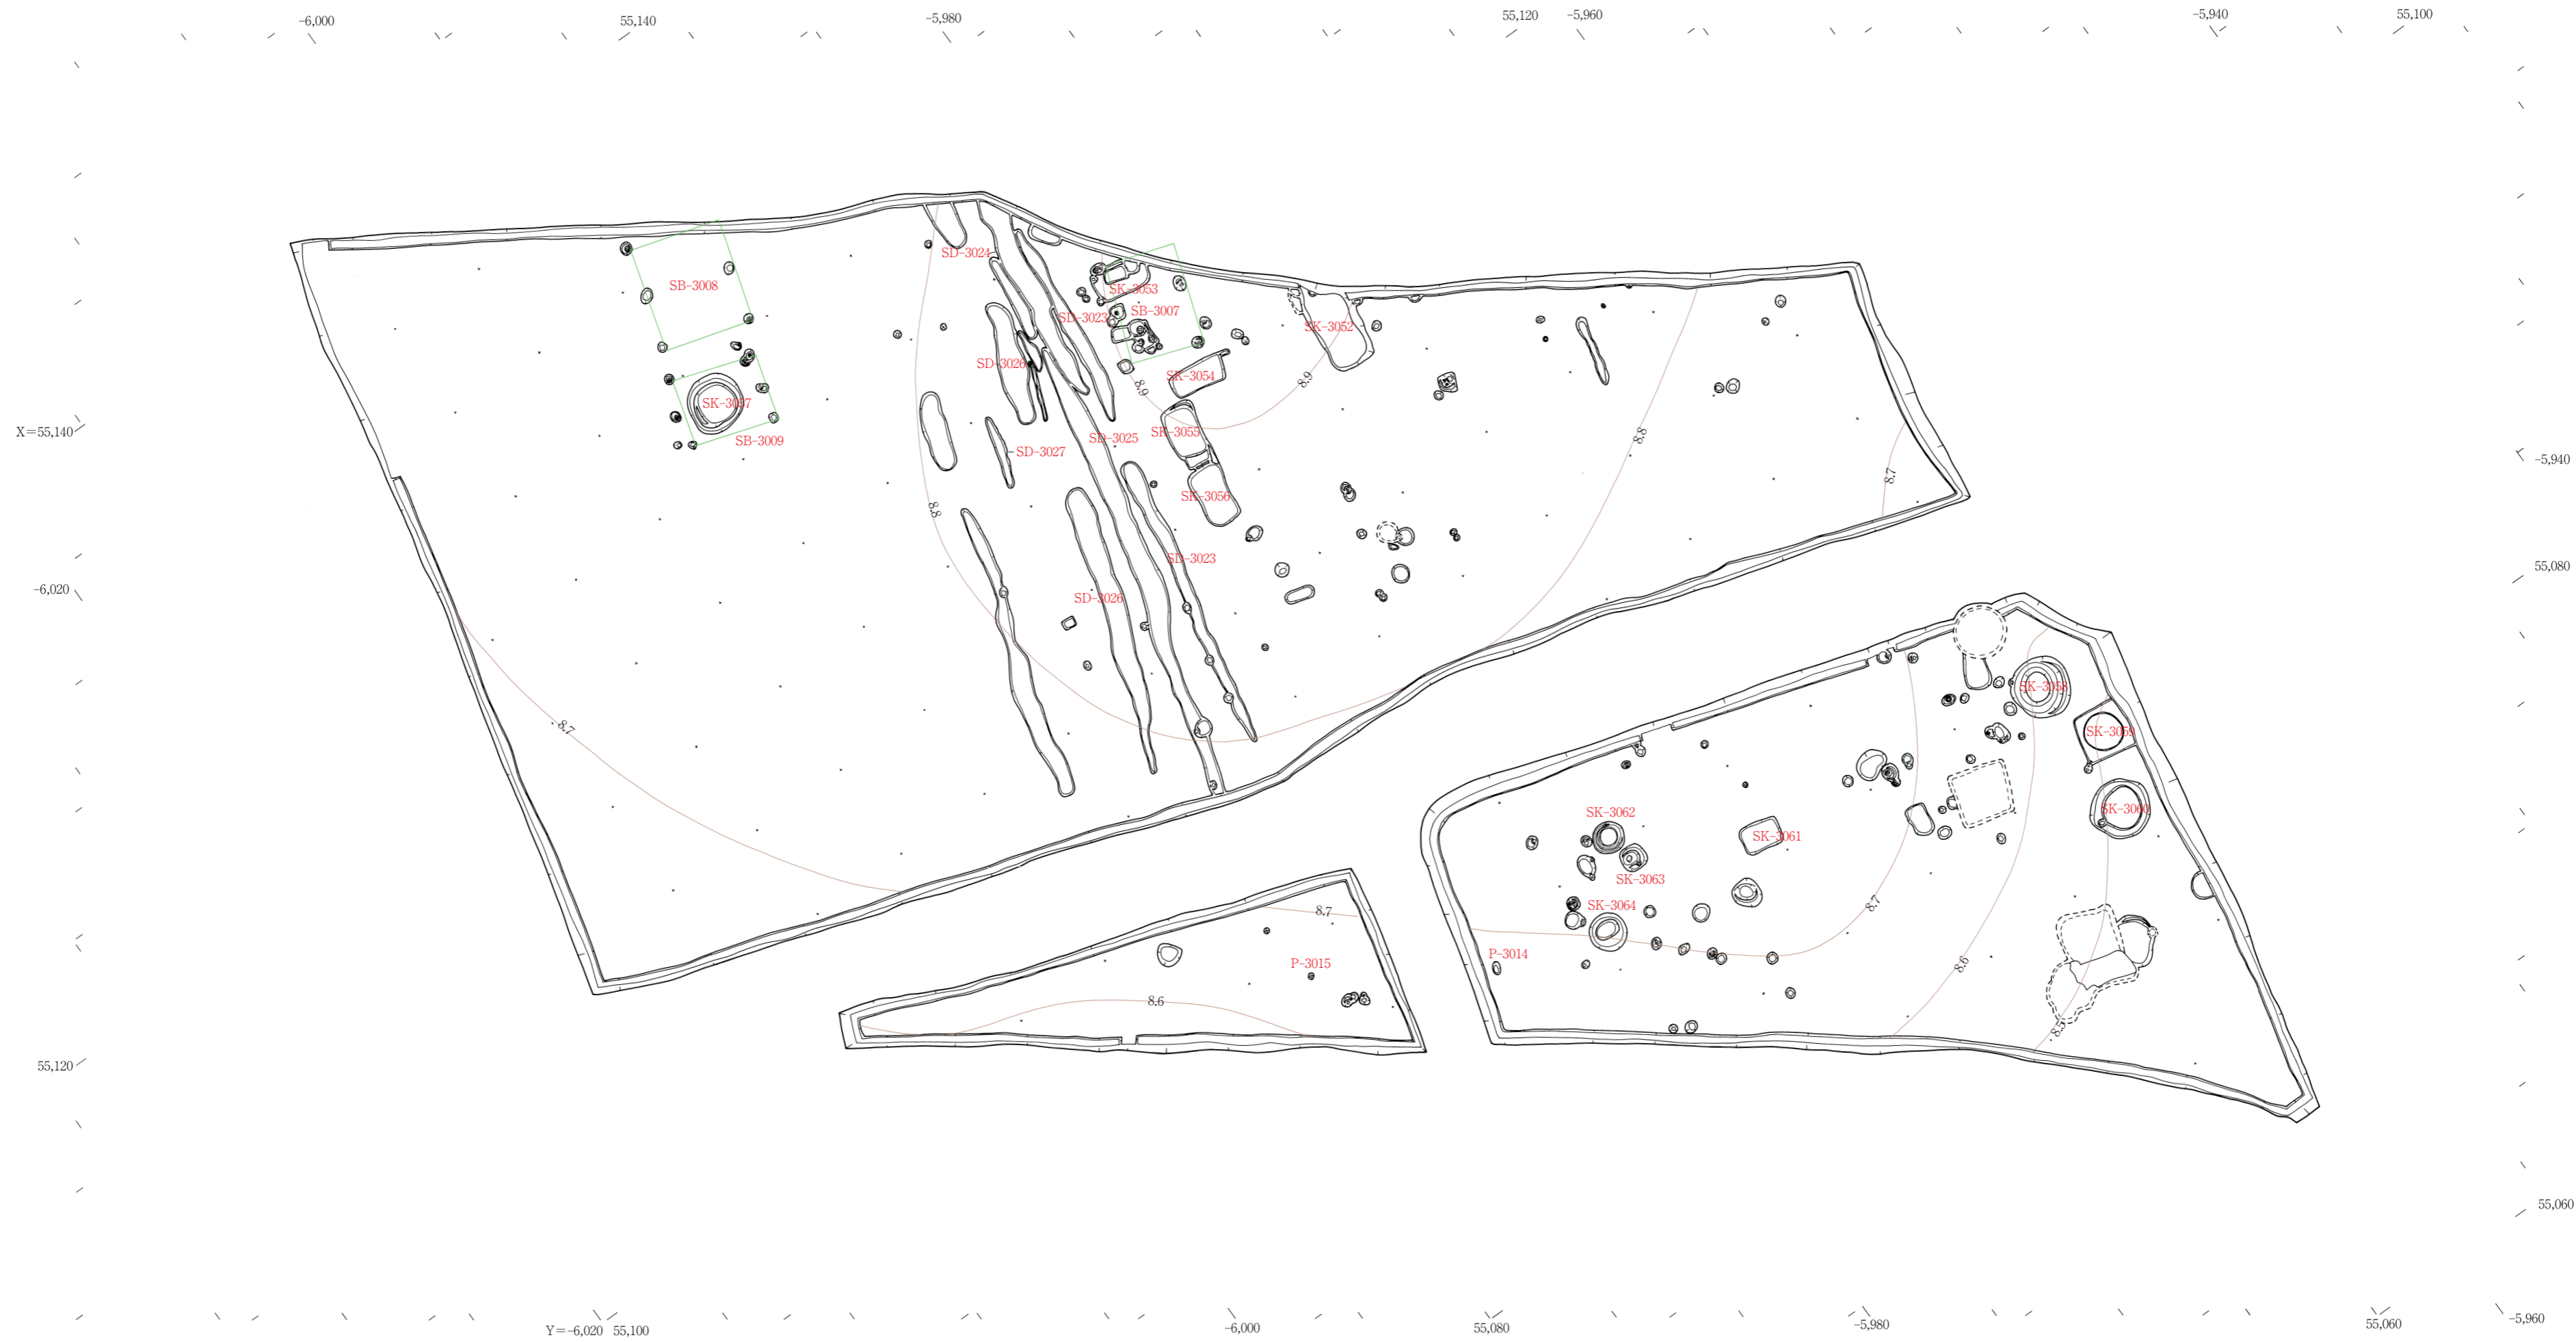 -6,000
55,140
-5,980
55,120
-5,960
-5,940
55,100
SD-3024
SB-3008
SK-3053
SD-3023
SB-3007
SK-3052
SD-3026
SK-3054
8.9
8.9
SK-3057
SB-3009
X=55,140
SK-3055
SD-3025
8.8
SD-3027
-5,940
8.7
SK-3056
8.8
SD-3023
55,080
-6,020
SD-3026
SK-3058
8.7
SK-3059
SK-3060
SK-3062
SK-3061
SK-3063
SK-3064
8.7
8.7
P-3014
P-3015
8.6
8.6
55,120
55,060
Y=-6,020
55,100
-6,000
55,080
-5,980
55,060
-5,960